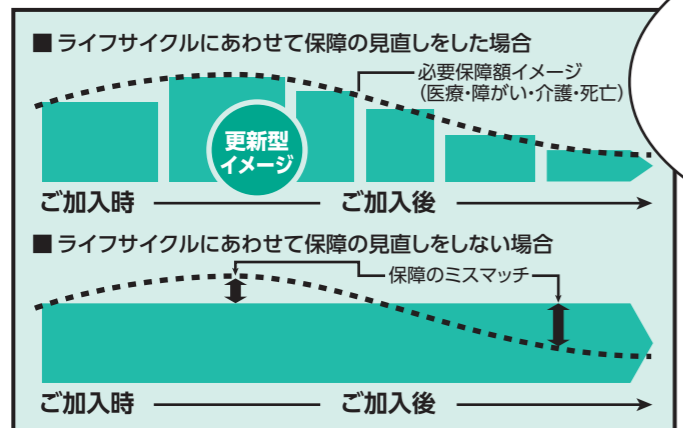 ■ ライフサイクルにあわせて保障の見直しをした場合
必要保障額イメージ
（医療・障がい・介護・死亡）
更新型
イメージ
ご加入時
ご加入後
■ ライフサイクルにあわせて保障の見直しをしない場合
保障のミスマッチ
ご加入時
ご加入後